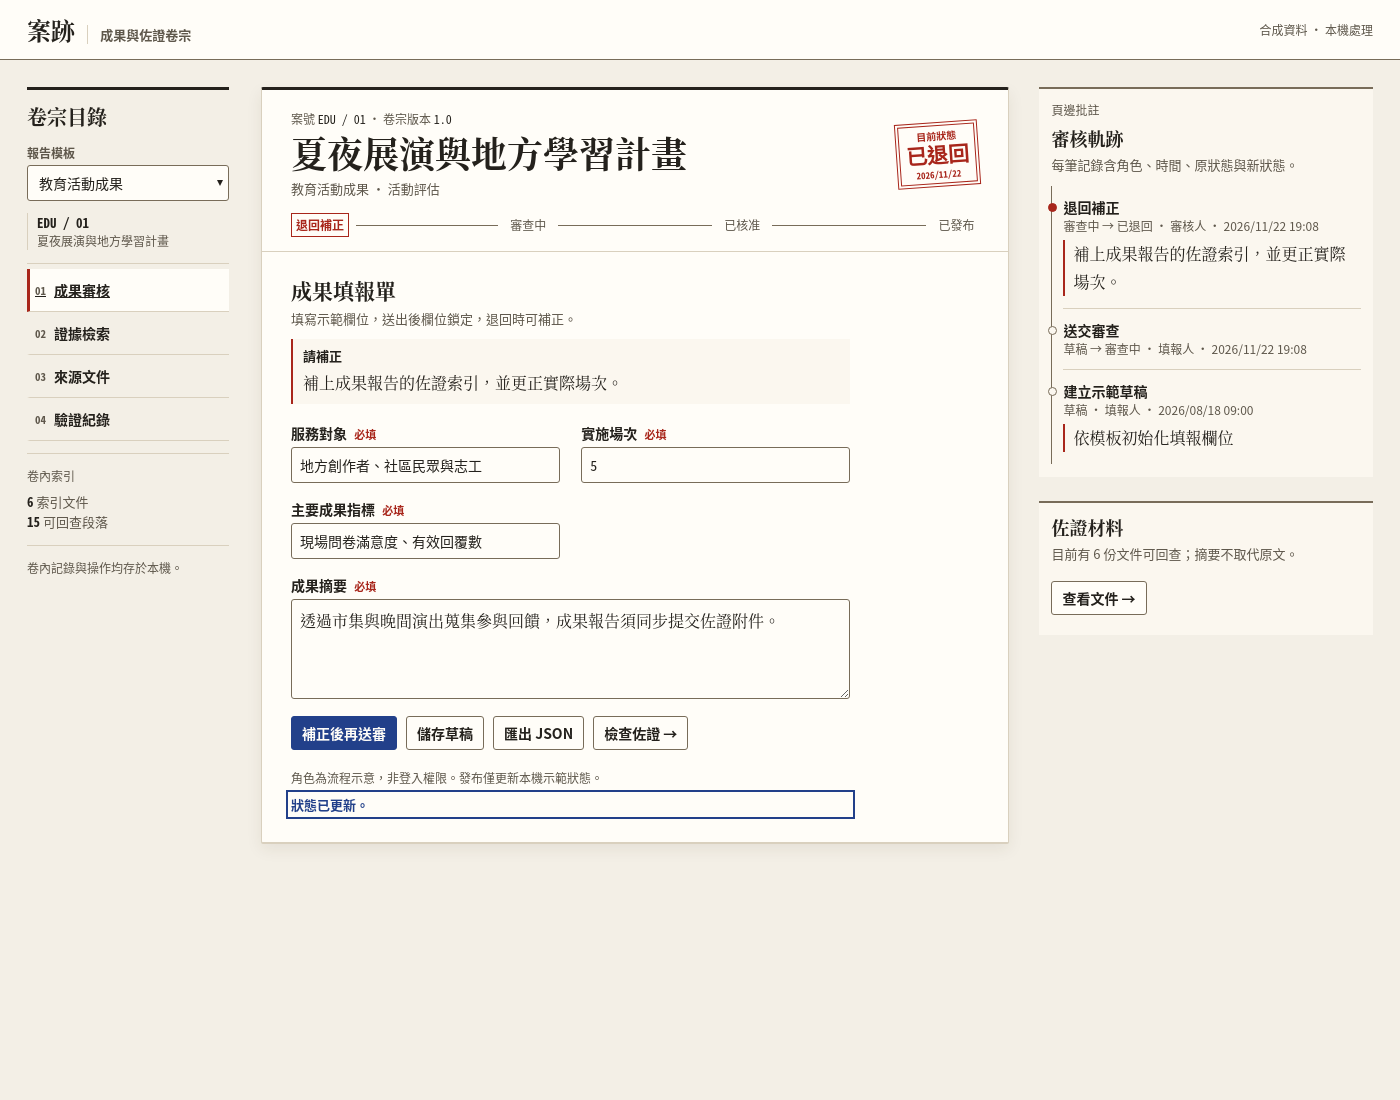 案跡
成果與佐證卷宗
合成資料 · 本機處理
卷宗目錄
報告模板
教育活動成果
EDU / 01
夏夜展演與地方學習計畫
01 成果審核
02 證據檢索
03 來源文件
04 驗證紀錄
卷內索引
6 索引文件
15 可回查段落
卷內記錄與操作均存於本機。
案號 EDU / 01 · 卷宗版本 1.0
夏夜展演與地方學習計畫
教育活動成果 · 活動評估
目前狀態
已退回
2026/11/22
退回補正
審查中
已核准
已發布
成果填報單
填寫示範欄位，送出後欄位鎖定，退回時可補正。
請補正
補上成果報告的佐證索引，並更正實際場次。
服務對象 必填
實施場次 必填
地方創作者、社區民眾與志工
5
主要成果指標 必填
現場問卷滿意度、有效回覆數
成果摘要 必填
透過市集與晚間演出蒐集參與回饋，成果報告須同步提交佐證附件。
補正後再送審
儲存草稿
匯出 JSON
檢查佐證 →
角色為流程示意，非登入權限。發布僅更新本機示範狀態。
狀態已更新。
頁邊批註
審核軌跡
每筆記錄含角色、時間、原狀態與新狀態。
退回補正
審查中 → 已退回 · 審核人 · 2026/11/22 19:08
補上成果報告的佐證索引，並更正實際
場次。
送交審查
草稿 → 審查中 · 填報人 · 2026/11/22 19:08
建立示範草稿
草稿 · 填報人 · 2026/08/18 09:00
依模板初始化填報欄位
佐證材料
目前有 6 份文件可回查；摘要不取代原文。
查看文件 →